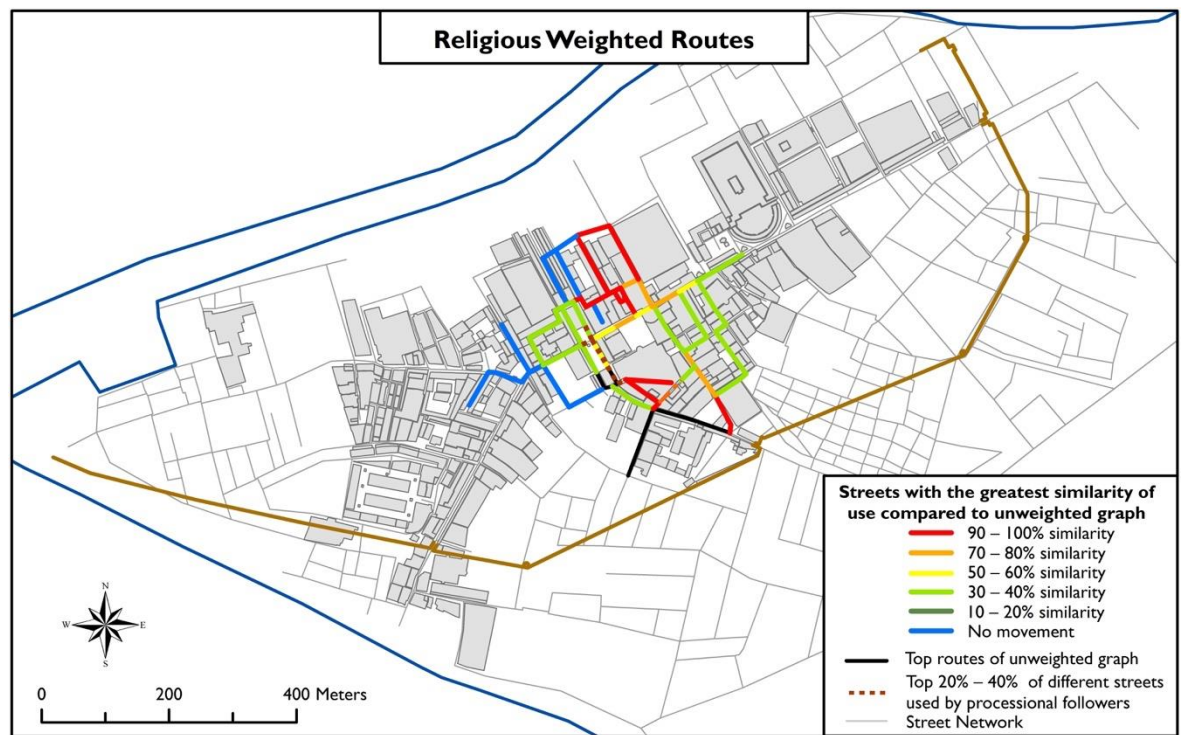 Religious Weighted Routes
N
W E
S
0 200 400 Meters
Streets with the greatest similarity of
use compared to unweighted graph
90 – 100% similarity
70 – 80% similarity
50 – 60% similarity
30 – 40% similarity
10 – 20% similarity
No movement
Top routes of unweighted graph
Top 20% – 40% of different streets
used by processional followers
Street Network